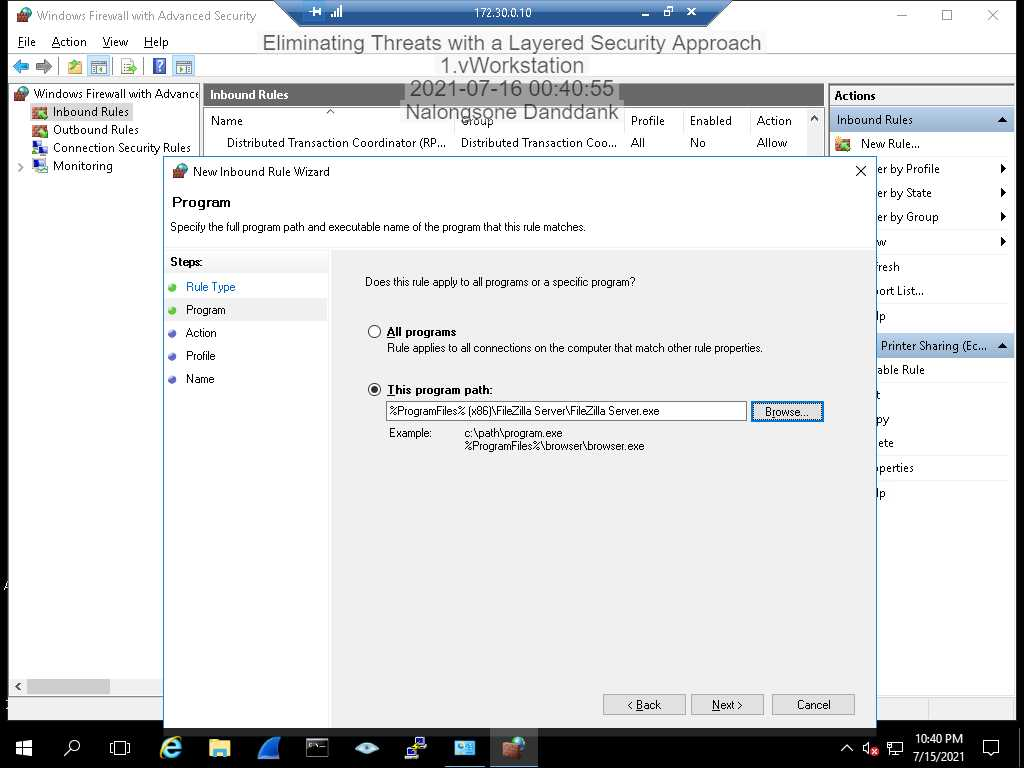 Windows Firewall with Advanced Security
172.30.0.10
File Action View Help
Eliminating Threats with a Layered Security Approach
1.vWorkstation
2021-07-16 00:40:55
Nalongsone Danddank
Windows Firewall with Advance
Inbound Rules
Outbound Rules
Connection Security Rules
Monitoring
Inbound Rules
Name Group Profile Enabled Action
Distributed Transaction Coordinator (RP... Distributed Transaction Coo... All No Allow
Actions
Inbound Rules
New Rule...
er by Profile
er by State
er by Group
w
resh
ort List...
lp
Printer Sharing (Ec...
able Rule
t
py
ete
operties
lp
New Inbound Rule Wizard
Program
Specify the full program path and executable name of the program that this rule matches.
Steps:
Rule Type
Program
Action
Profile
Name
Does this rule apply to all programs or a specific program?
All programs
Rule applies to all connections on the computer that match other rule properties.
This program path:
%ProgramFiles% (x86)\FileZilla Server\FileZilla Server.exe
Browse...
Example: c:\path\program.exe
%ProgramFiles%\browser\browser.exe
< Back Next > Cancel
10:40 PM
7/15/2021